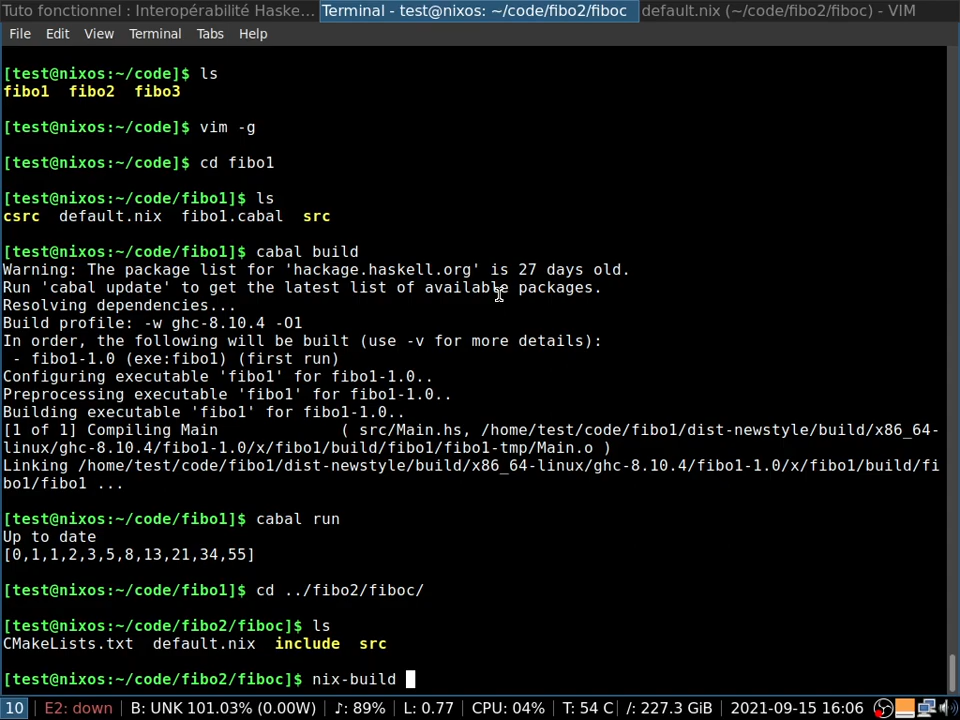 Tuto fonctionnel : Interopérabilité Haske... Terminal - test@nixos: ~/code/fibo2/fiboc default.nix (~/code/fibo2/fiboc) - VIM
File Edit View Terminal Tabs Help
[test@nixos:~/code]$ ls
fibo1 fibo2 fibo3
[test@nixos:~/code]$ vim -g
[test@nixos:~/code]$ cd fibo1
[test@nixos:~/code/fibo1]$ ls
csrc default.nix fibo1.cabal src
[test@nixos:~/code/fibo1]$ cabal build
Warning: The package list for 'hackage.haskell.org' is 27 days old.
Run 'cabal update' to get the latest list of available packages.
Resolving dependencies...
Build profile: -w ghc-8.10.4 -O1
In order, the following will be built (use -v for more details):
- fibo1-1.0 (exe:fibo1) (first run)
Configuring executable 'fibo1' for fibo1-1.0..
Preprocessing executable 'fibo1' for fibo1-1.0..
Building executable 'fibo1' for fibo1-1.0..
[1 of 1] Compiling Main ( src/Main.hs, /home/test/code/fibo1/dist-newstyle/build/x86_64-
linux/ghc-8.10.4/fibo1-1.0/x/fibo1/build/fibo1/fibo1-tmp/Main.o )
Linking /home/test/code/fibo1/dist-newstyle/build/x86_64-linux/ghc-8.10.4/fibo1-1.0/x/fibo1/build/fi
bo1/fibo1 ...
[test@nixos:~/code/fibo1]$ cabal run
Up to date
[0,1,1,2,3,5,8,13,21,34,55]
[test@nixos:~/code/fibo1]$ cd ../fibo2/fiboc/
[test@nixos:~/code/fibo2/fiboc]$ ls
CMakeLists.txt default.nix include src
[test@nixos:~/code/fibo2/fiboc]$ nix-build
10 E2: down B: UNK 101.03% (0.00W) ♪: 89% L: 0.77 CPU: 04% T: 54 C /: 227.3 GiB 2021-09-15 16:06